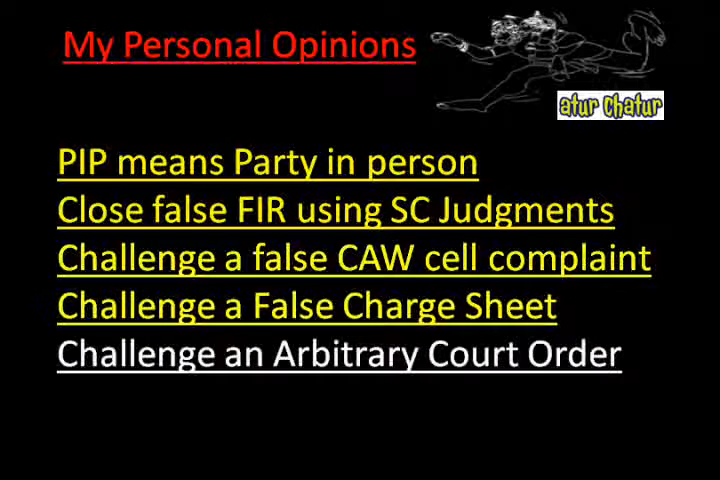 My Personal Opinions
atur chatur
PIP means Party in person
Close false FIR using SC Judgments
Challenge a false CAW cell complaint
Challenge a False Charge Sheet
Challenge an Arbitrary Court Order